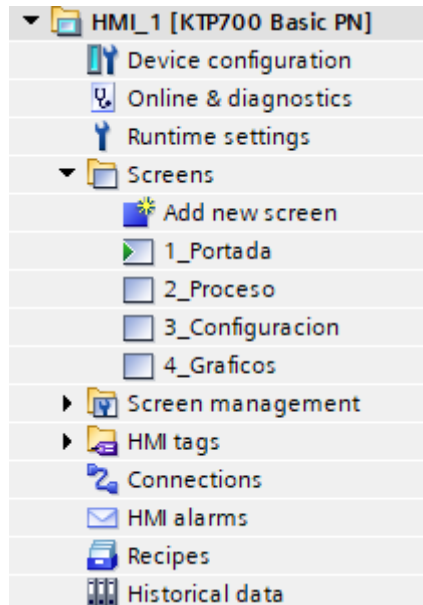 HMI_1 [KTP700 Basic PN]
Device configuration
Online & diagnostics
Runtime settings
Screens
Add new screen
1_Portada
2_Proceso
3_Configuracion
4_Graficos
Screen management
HMI tags
Connections
HMI alarms
Recipes
Historical data